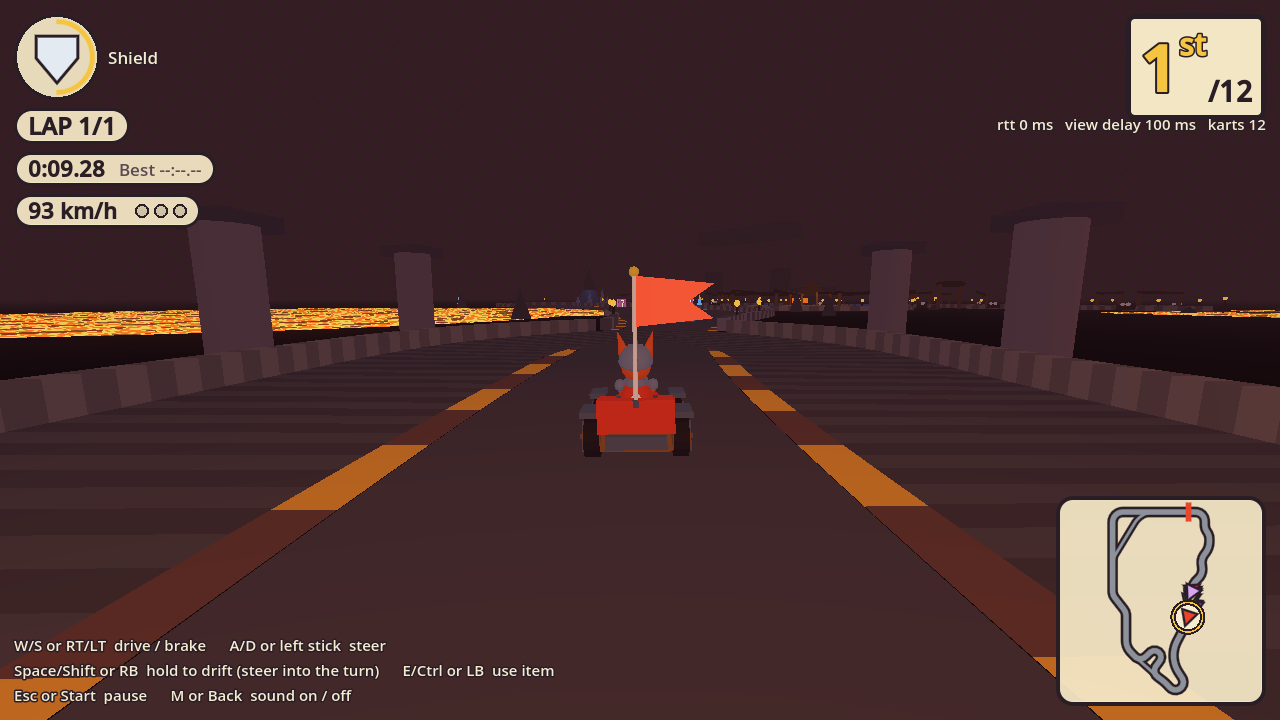 Shield
1st
/12
rtt 0 ms view delay 100 ms karts 12
LAP 1/1
0:09.28 Best --:--.--
93 km/h
?
W/S or RT/LT drive / brake A/D or left stick steer
Space/Shift or RB hold to drift (steer into the turn) E/Ctrl or LB use item
Esc or Start pause M or Back sound on / off